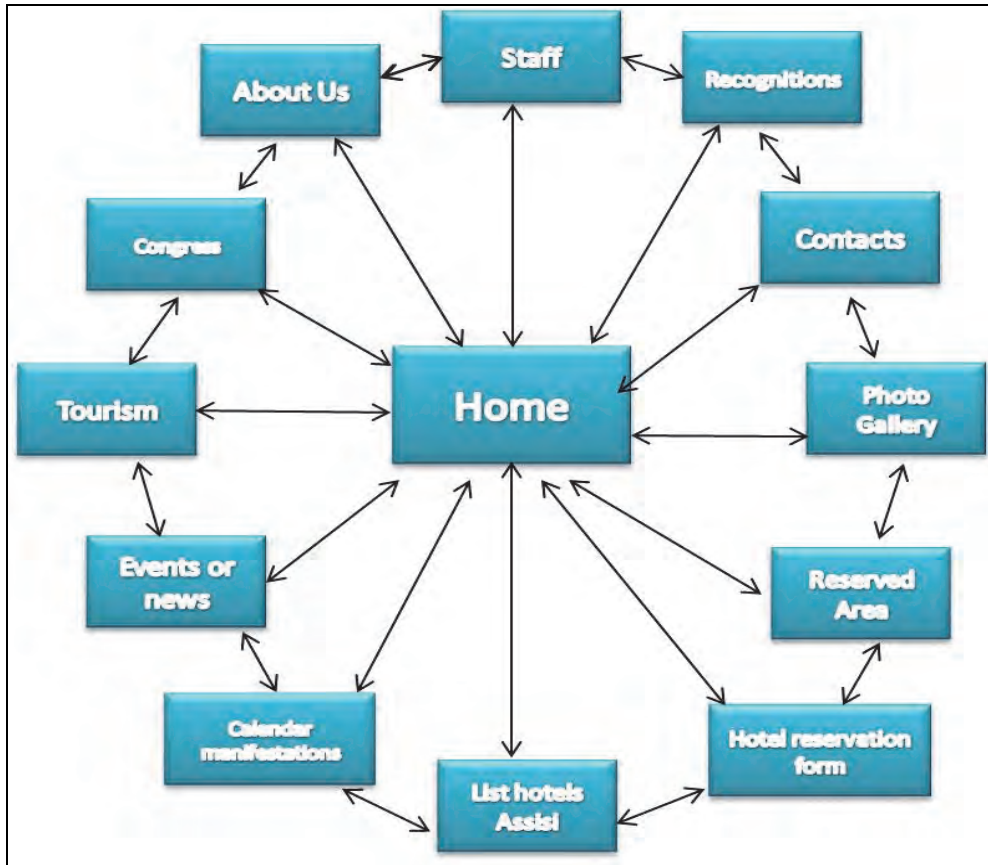 Staff
About Us
Recognitions
Congress
Contacts
Home
Tourism
Photo
Gallery
Events or
news
Reserved
Area
Calendar
manifestations
Hotel reservation
form
List hotels
Assisi